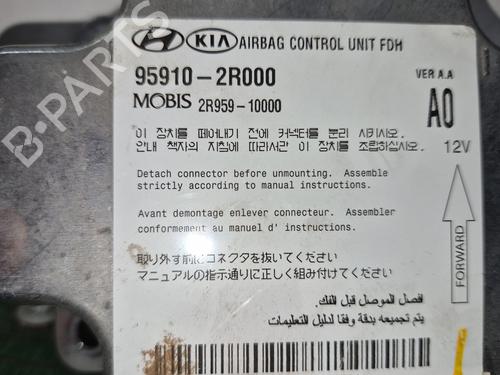 HYUNDAI KIA AIRBAG CONTROL UNIT FDH
95910-2R000
VER A.A
MOBIS 2R959-10000
A0
이 장치를 떼어내기 전에 커넥터를 분리 시키시오.
안내 책자의 지침에 따라서만 이 장치를 조립하십시오.
12V
Detach connector before unmounting. Assemble
strictly according to manual instructions.
Avant demontage enlever connecteur. Assembler
conformement au manuel d'instructions.
取り外す前にコネクタを抜いてください
マニュアルの指示通りに正しく組み付けてください
FORWARD
افصل الموصل قبل الفك.
يتم تجميعه بدقة وفقا لدليل التعليمات
B-PARTS